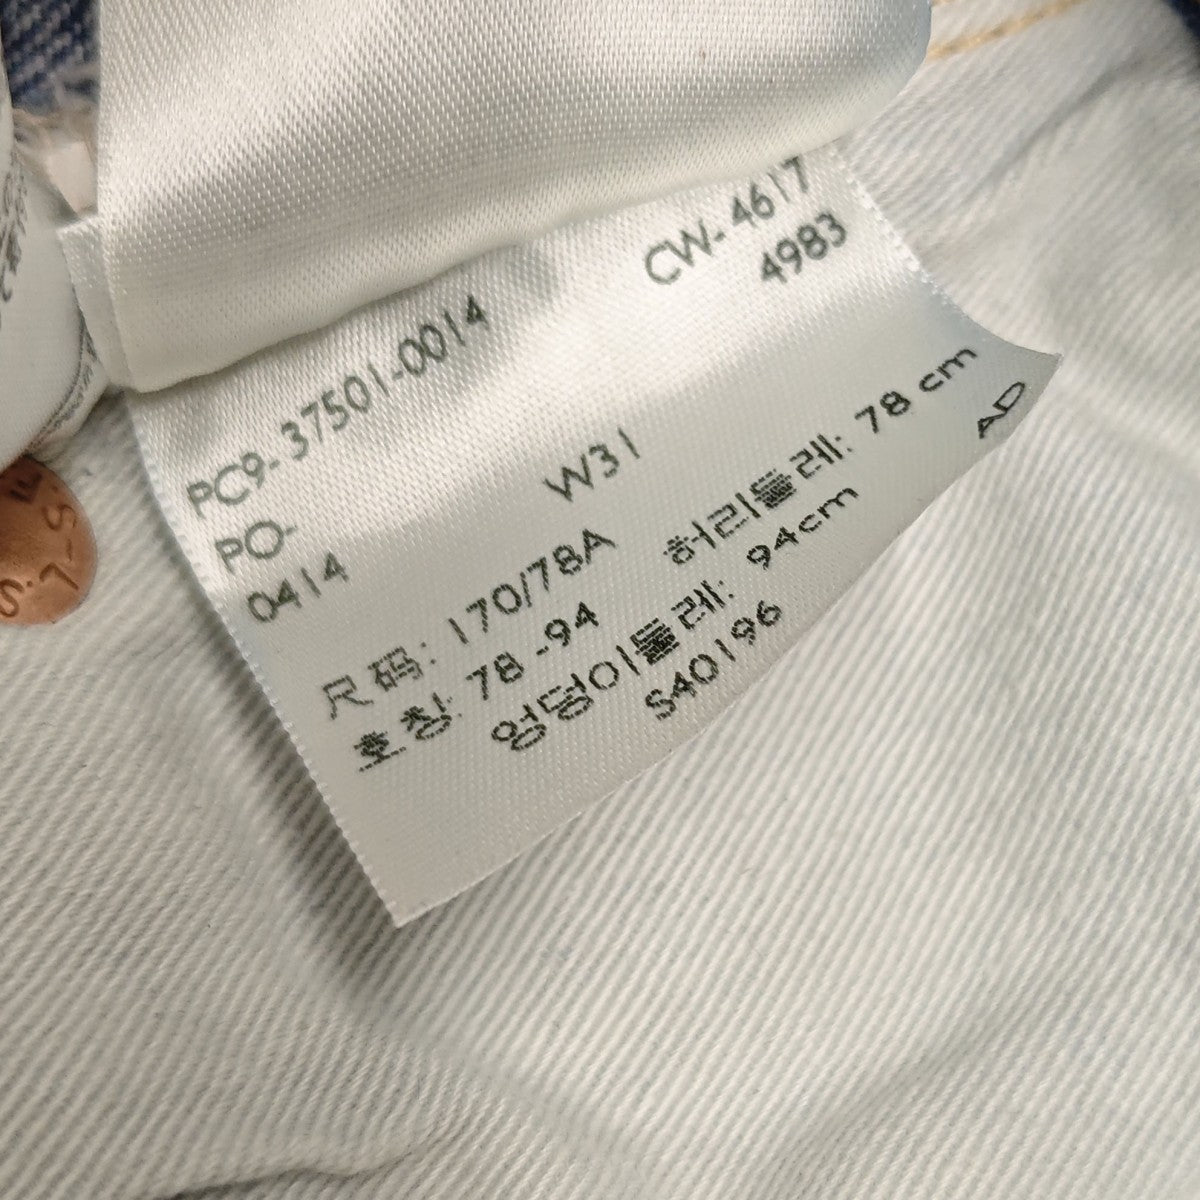 CW-4617
4983
PC9-37501-0014
PO-
0414
W31
尺码: 170/78A
허리둘레: 78 cm
AD
호칭: 78-94
엉덩이둘레: 94cm
S40196